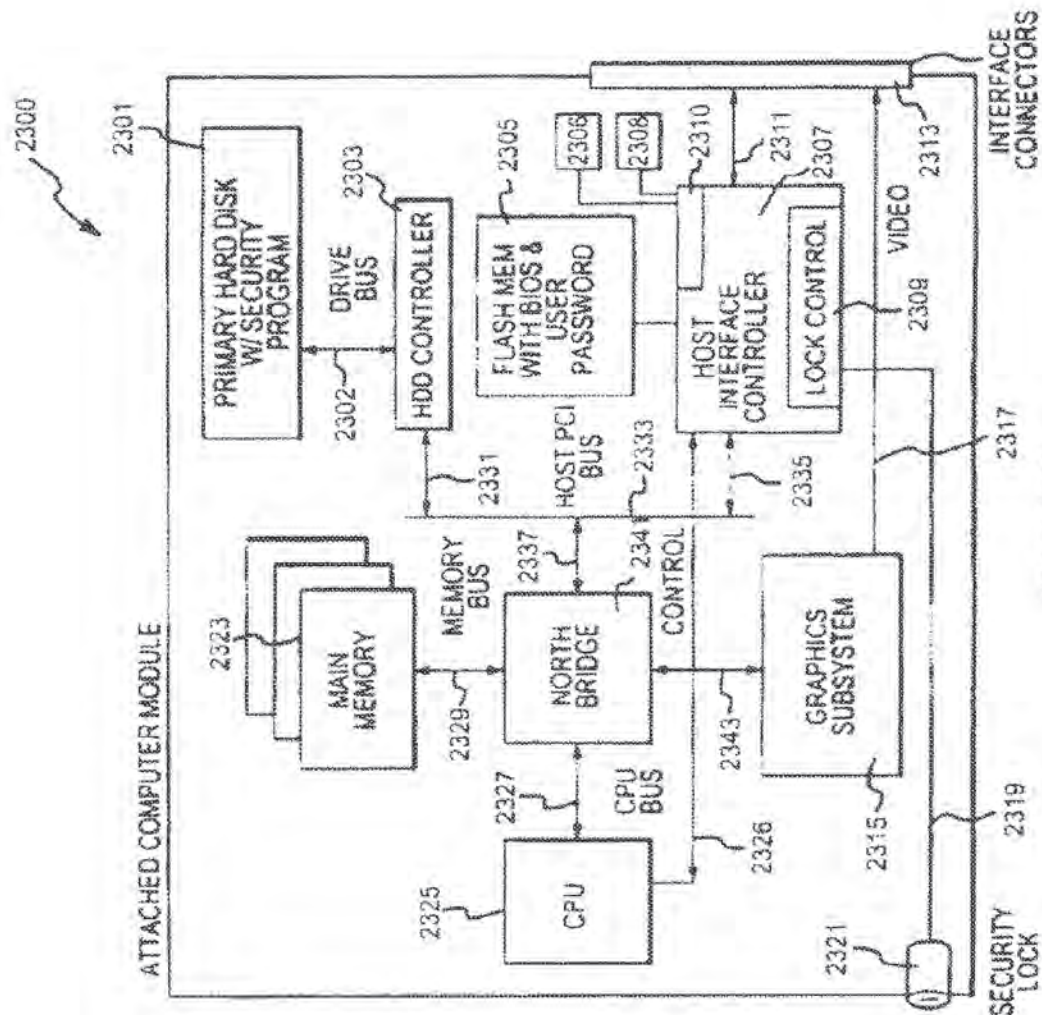 2300
ATTACHED COMPUTER MODULE
2301
PRIMARY HARD DISK
W/ SECURITY
PROGRAM
2302
DRIVE
BUS
2303
HDD CONTROLLER
2305
FLASH MEM
WITH BIOS &
USER
PASSWORD
2306
2308
2310
2311
2307
HOST
INTERFACE
CONTROLLER
LOCK CONTROL
2309
VIDEO
2313
INTERFACE
CONNECTORS
2323
MAIN
MEMORY
MEMORY
BUS
2329
2331
HOST PCI
BUS
2333
2335
2337
NORTH
BRIDGE
234
CONTROL
2325
CPU
2327
CPU
BUS
2326
2343
GRAPHICS
SUBSYSTEM
2315
2317
2319
2321
SECURITY
LOCK